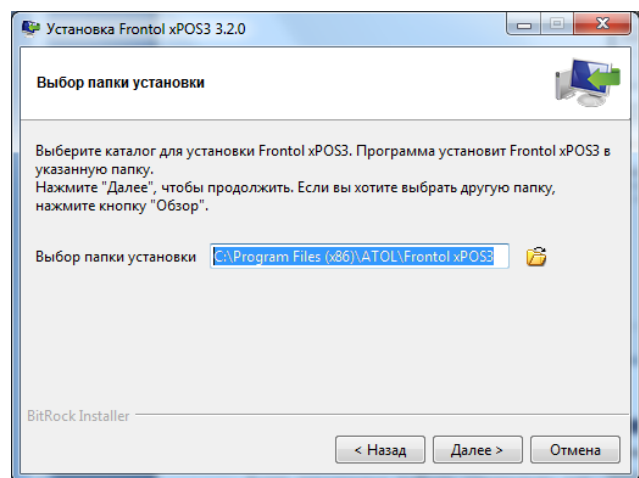 Установка Frontol xPOS3 3.2.0
Выбор папки установки
Выберите каталог для установки Frontol xPOS3. Программа установит Frontol xPOS3 в
указанную папку.
Нажмите "Далее", чтобы продолжить. Если вы хотите выбрать другую папку,
нажмите кнопку "Обзор".
Выбор папки установки C:\Program Files (x86)\ATOL\Frontol xPOS3
BitRock Installer
< Назад Далее > Отмена